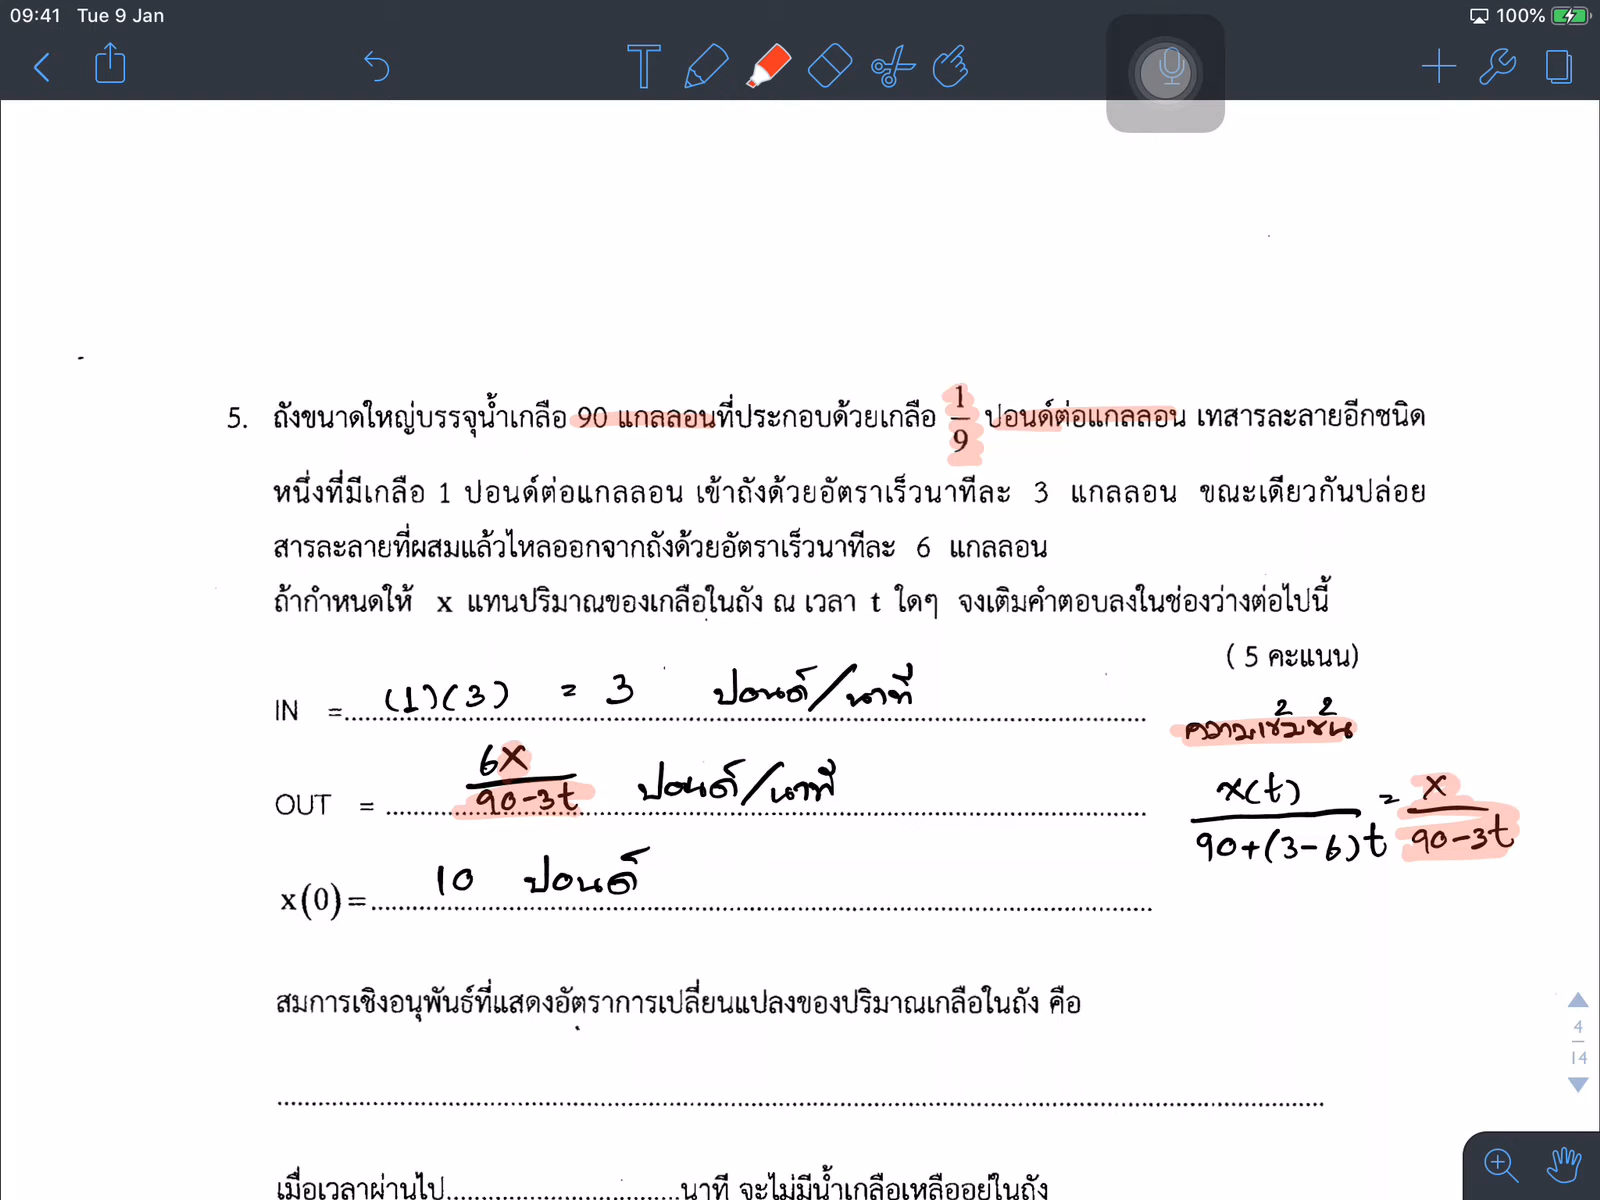 09:41 Tue 9 Jan
100%
T
5. ถังขนาดใหญ่บรรจุน้ำเกลือ 90 แกลลอนที่ประกอบด้วยเกลือ 1/9 ปอนด์ต่อแกลลอน เทสารละลายอีกชนิด
หนึ่งที่มีเกลือ 1 ปอนด์ต่อแกลลอน เข้าถังด้วยอัตราเร็วนาทีละ 3 แกลลอน ขณะเดียวกันปล่อย
สารละลายที่ผสมแล้วไหลออกจากถังด้วยอัตราเร็วนาทีละ 6 แกลลอน
ถ้ากำหนดให้ x แทนปริมาณของเกลือในถัง ณ เวลา t ใดๆ จงเติมคำตอบลงในช่องว่างต่อไปนี้
( 5 คะแนน)
IN = (1)(3) = 3 ปอนด์/นาที
ความเข้มข้น
OUT = 6x/90-3t ปอนด์/นาที
x(t)/90+(3-6)t = x/90-3t
x(0)= 10 ปอนด์
สมการเชิงอนุพันธ์ที่แสดงอัตราการเปลี่ยนแปลงของปริมาณเกลือในถัง คือ
4
14
เมื่อเวลาผ่านไป..............................นาที จะไม่มีน้ำเกลือเหลืออยู่ในถัง